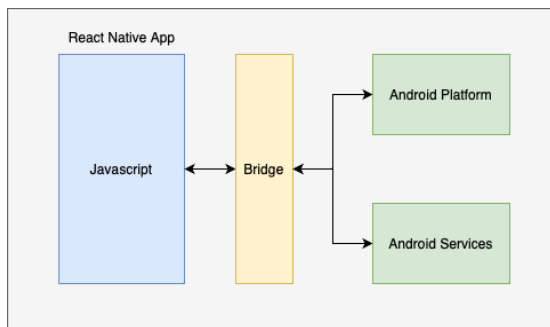 React Native App
Javascript
Bridge
Android Platform
Android Services